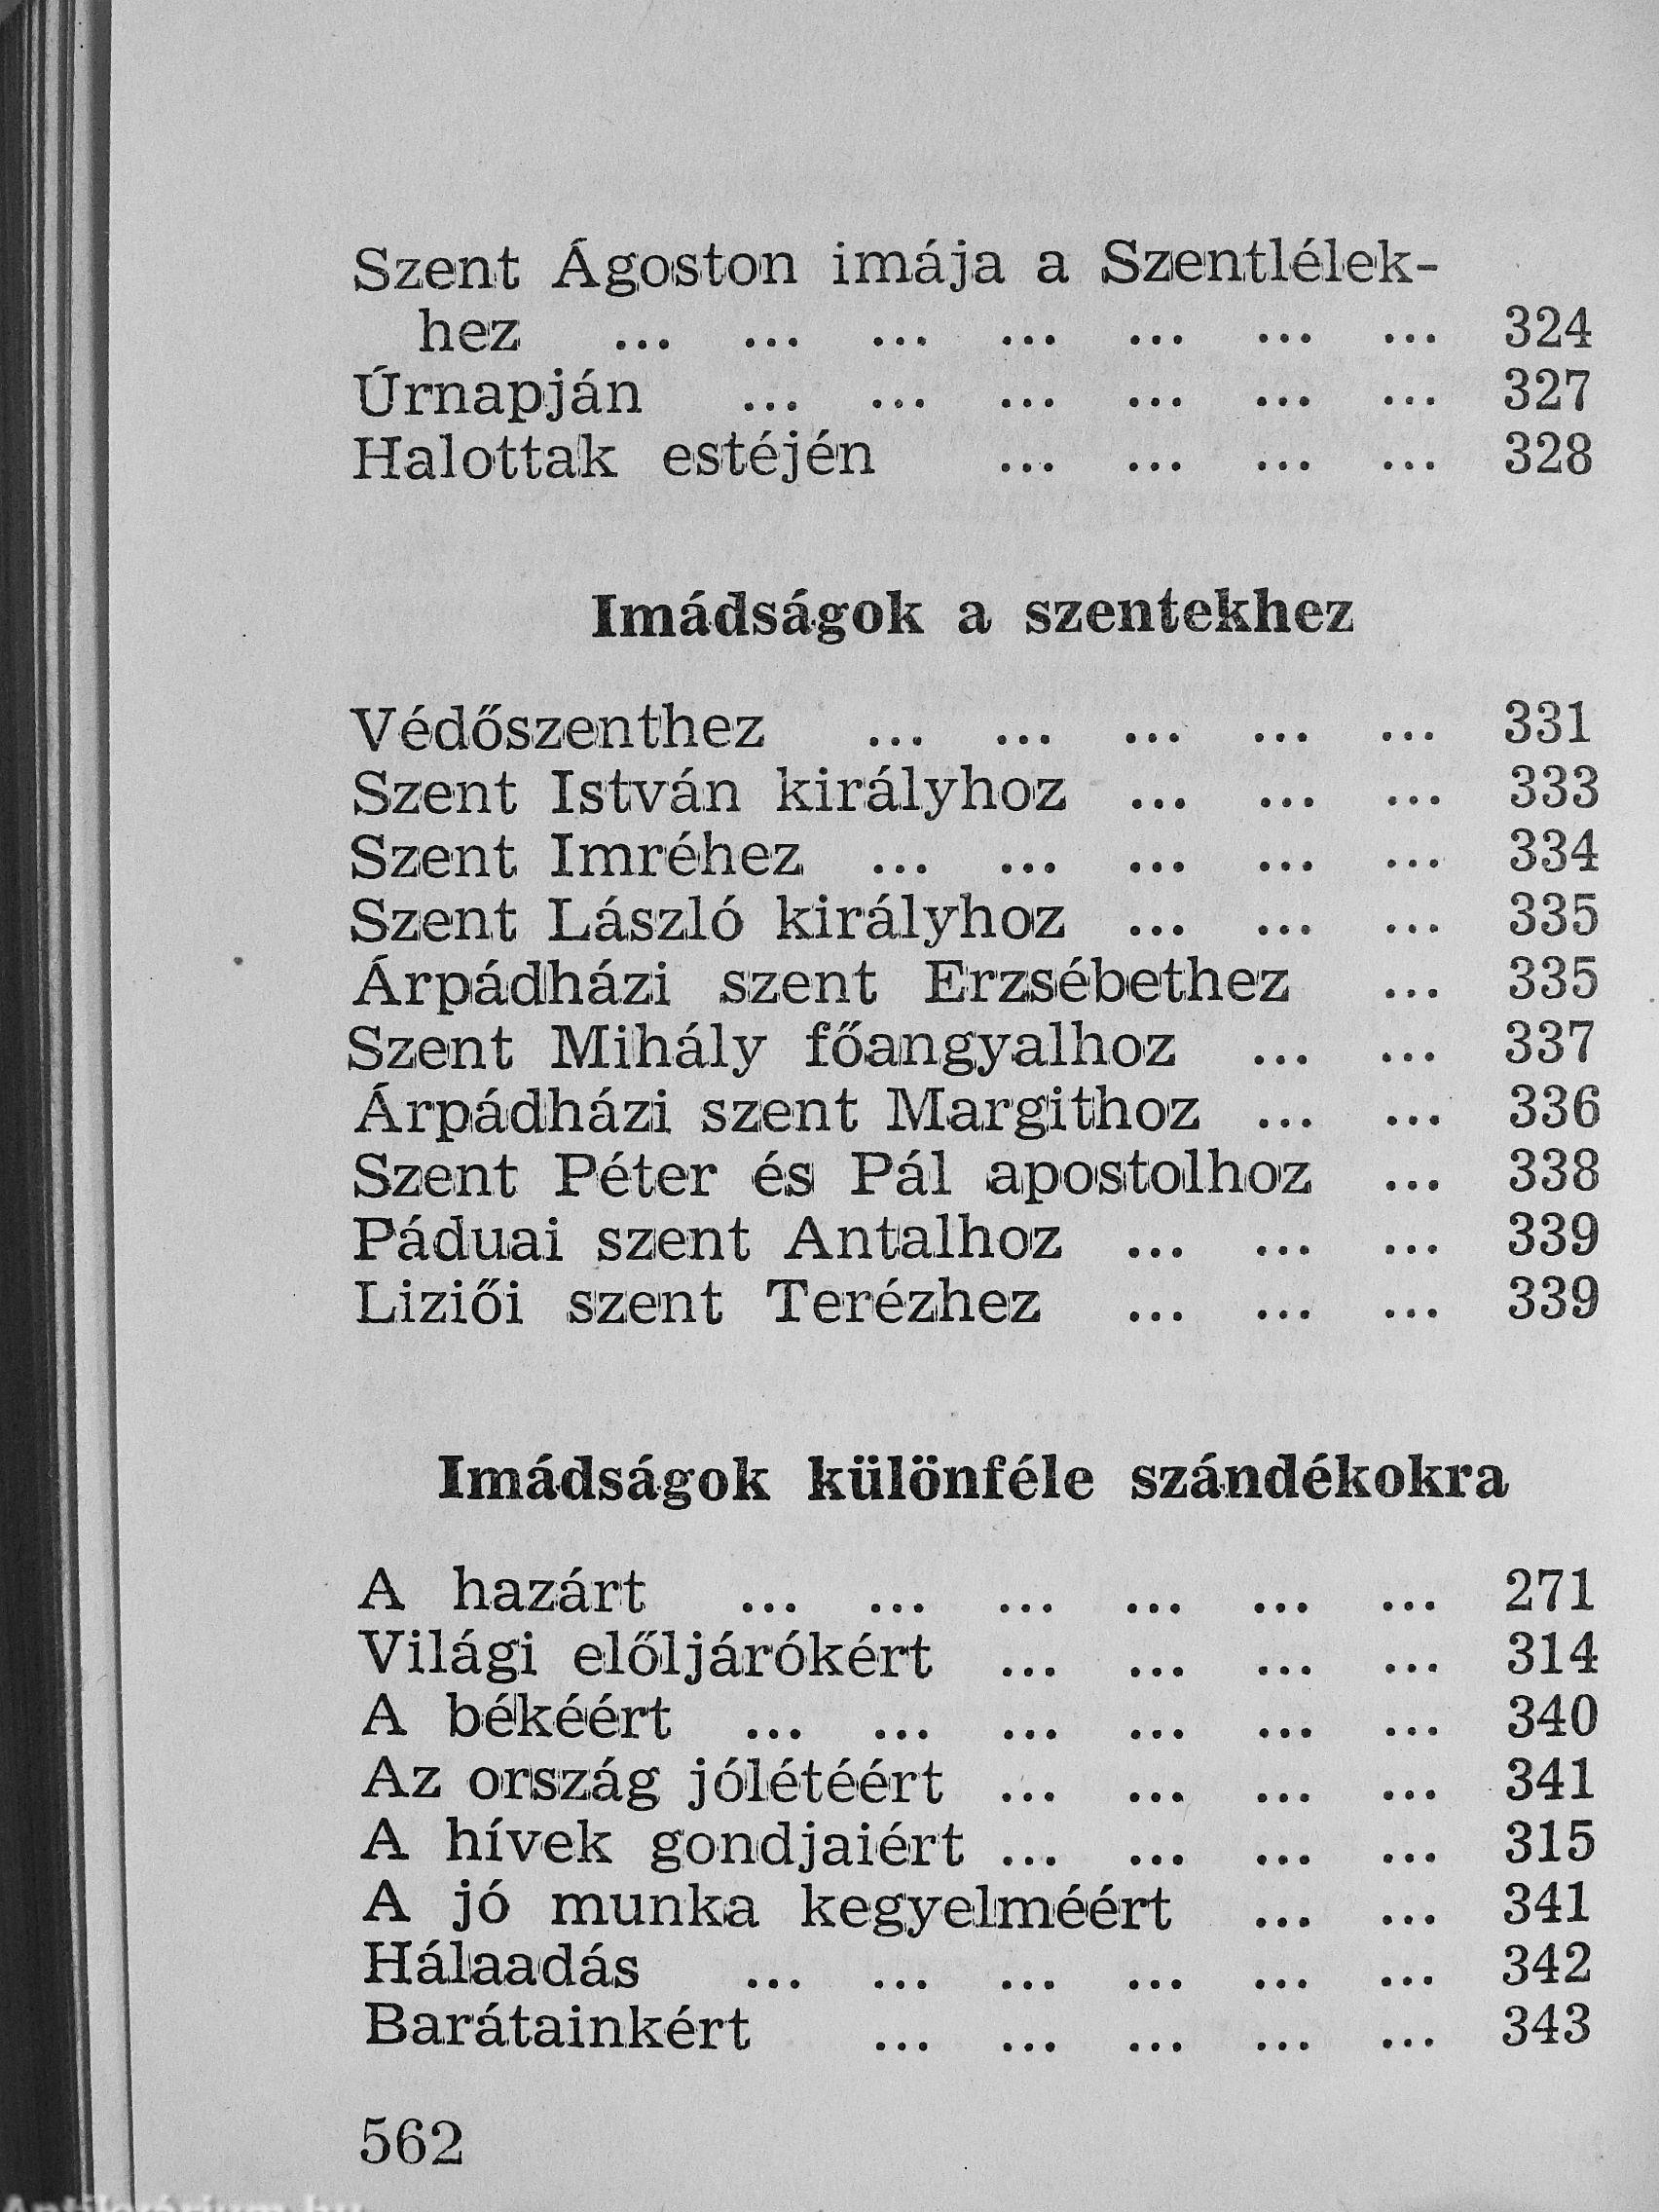 Szent Ágoston imája a Szentlélek-
hez ... ... ... ... ... ... ... 324
Úrnapján ... ... ... ... ... ... 327
Halottak estéjén ... ... ... ... 328
Imádságok a szentekhez
Védőszenthez ... ... ... ... ... 331
Szent István királyhoz ... ... ... 333
Szent Imréhez ... ... ... ... ... 334
Szent László királyhoz ... ... ... 335
Árpádházi szent Erzsébethez ... 335
Szent Mihály főangyalhoz ... ... 337
Árpádházi szent Margithoz ... ... 336
Szent Péter és Pál apostolhoz ... 338
Páduai szent Antalhoz ... ... ... 339
Liziői szent Terézhez ... ... ... 339
Imádságok különféle szándékokra
A hazárt ... ... ... ... ... ... 271
Világi előljárókért ... ... ... ... 314
A békéért ... ... ... ... ... ... 340
Az ország jólétéért ... ... ... ... 341
A hívek gondjaiért ... ... ... ... 315
A jó munka kegyelméért ... ... 341
Hálaadás ... ... ... ... ... ... 342
Barátainkért ... ... ... ... ... 343
562